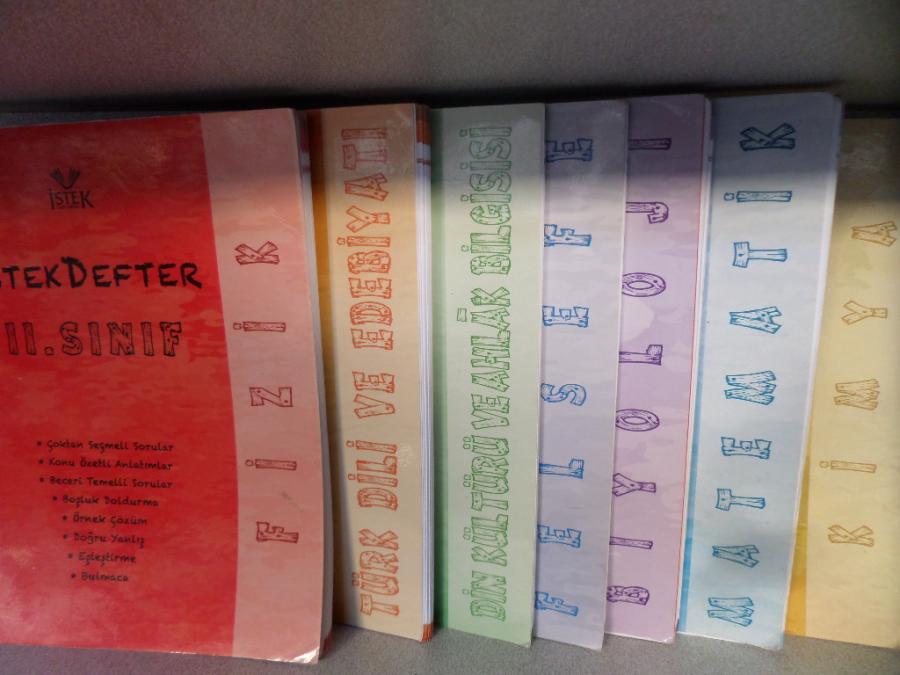 İSTEK
STEKDEFTER
11.SINIF
* Çoktan Seçmeli Sorular
* Konu Özetli Anlatımlar
* Beceri Temelli Sorular
* Boşluk Doldurma
* Örnek Çözüm
* Doğru Yanlış
* Eşleştirme
* Bulmaca
FİZİK
TÜRK DİLİ VE EDEBİYATI
DİN KÜLTÜRÜ VE AHLÂK BİLGİSİSİ
FELSEFE
BİYOLOJİ
MATEMATİK
KİMYA